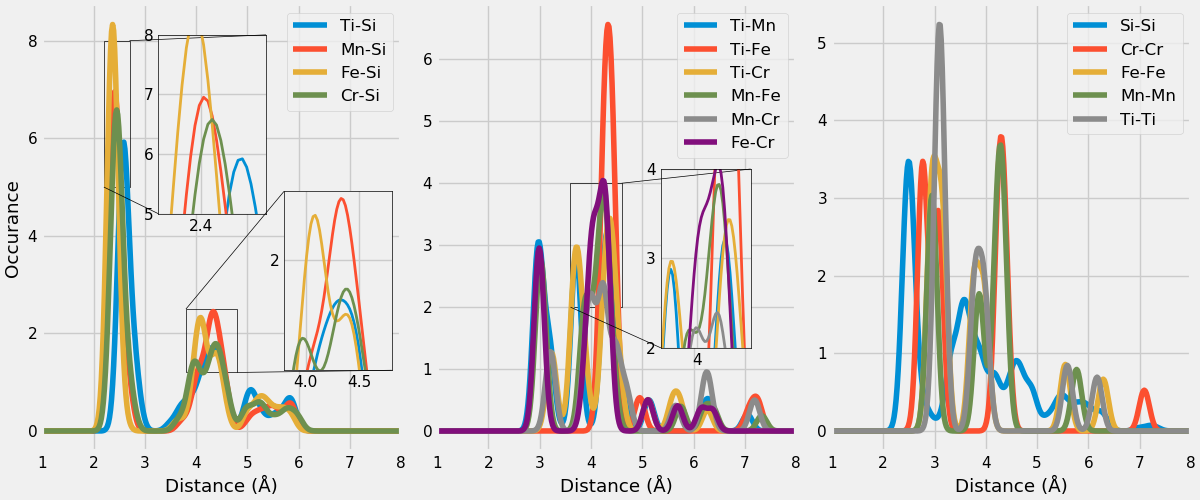 Occurance
8
6
4
2
0
1 2 3 4 5 6 7 8
Distance (Å)
Ti-Si
Mn-Si
Fe-Si
Cr-Si
8
7
6
5
2.4
2
4.0 4.5
6
5
4
3
2
1
0
1 2 3 4 5 6 7 8
Distance (Å)
Ti-Mn
Ti-Fe
Ti-Cr
Mn-Fe
Mn-Cr
Fe-Cr
4
3
2
4
5
4
3
2
1
0
1 2 3 4 5 6 7 8
Distance (Å)
Si-Si
Cr-Cr
Fe-Fe
Mn-Mn
Ti-Ti